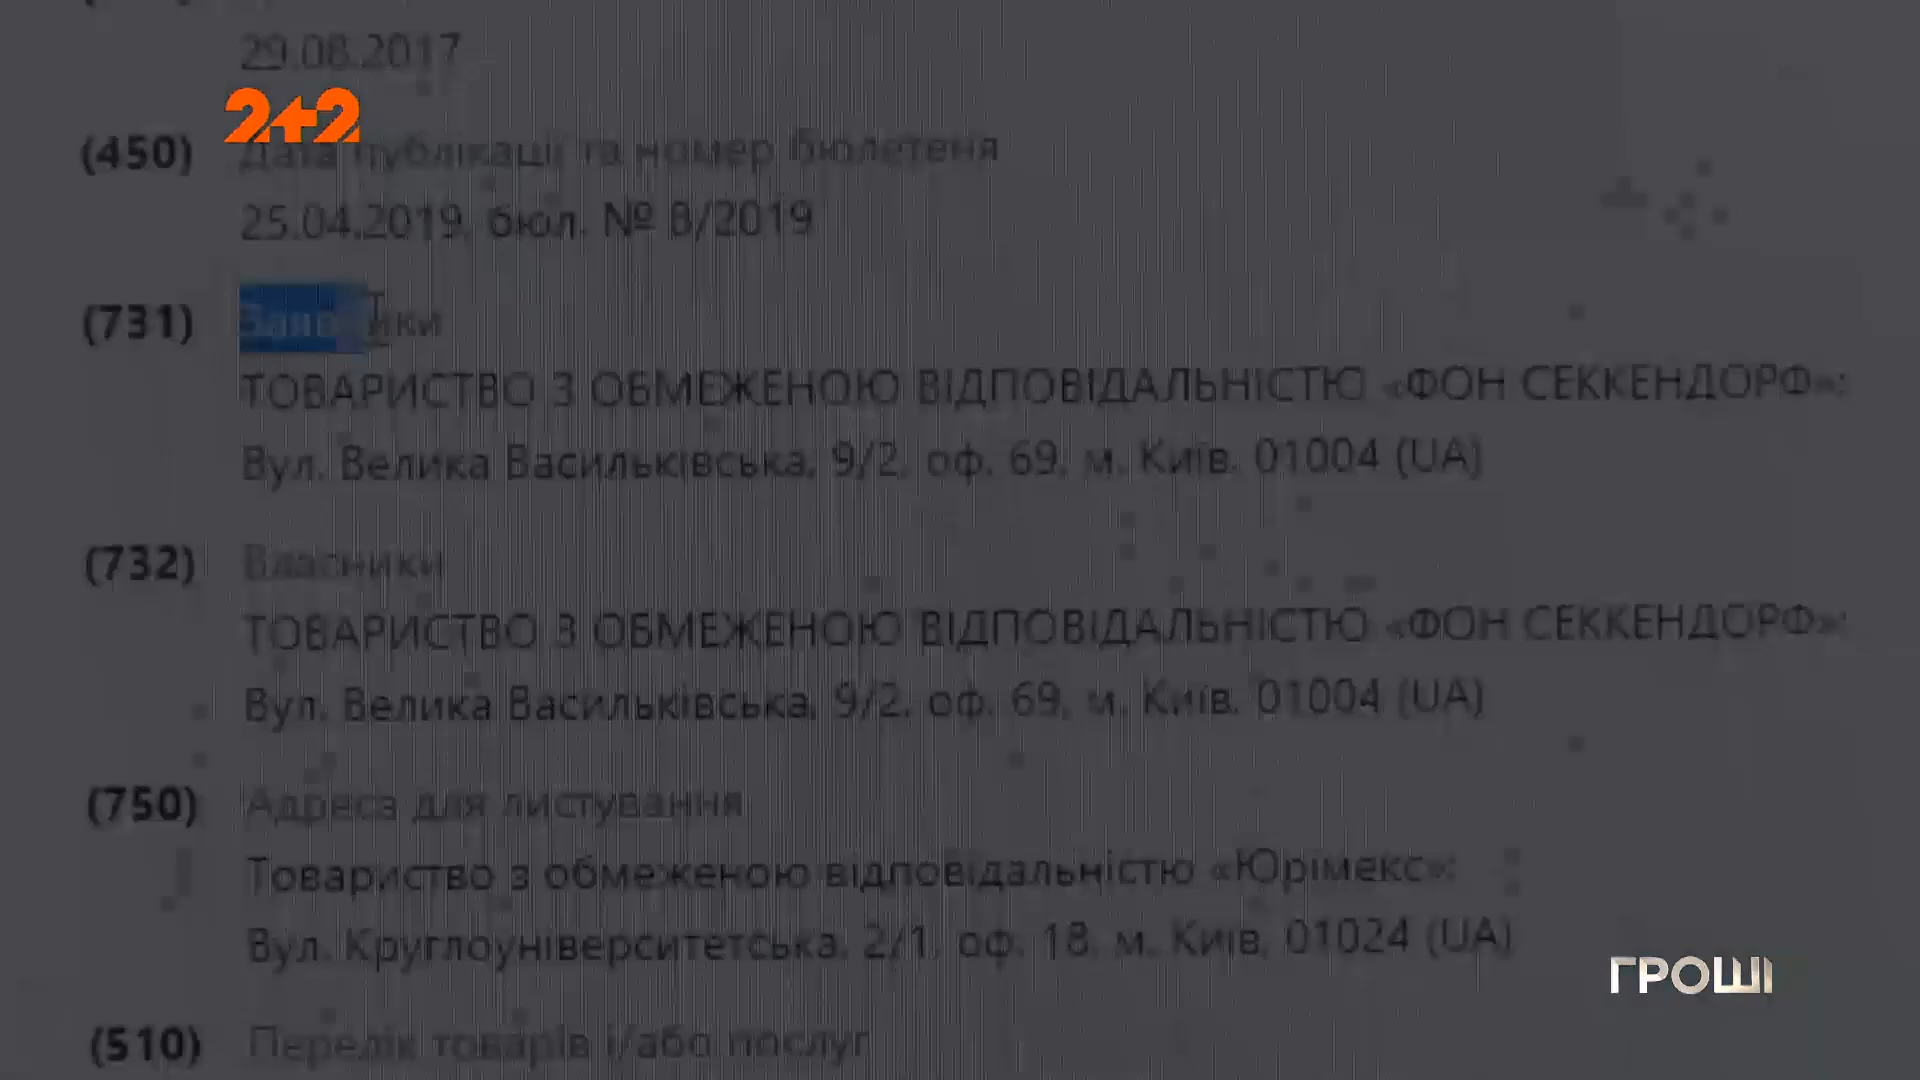 29.08.2017
2+2
(450) Дата публікації та номер бюлетеня
25.04.2019, бюл. № 8/2019
(731) Заявники
ТОВАРИСТВО З ОБМЕЖЕНОЮ ВІДПОВІДАЛЬНІСТЮ «ФОН СЕККЕНДОРФ»;
Вул. Велика Васильківська, 9/2, оф. 69, м. Київ, 01004 (UA)
(732) Власники
ТОВАРИСТВО З ОБМЕЖЕНОЮ ВІДПОВІДАЛЬНІСТЮ «ФОН СЕККЕНДОРФ»;
Вул. Велика Васильківська, 9/2, оф. 69, м. Київ, 01004 (UA)
(750) Адреса для листування
Товариство з обмеженою відповідальністю «Юрімекс»;
Вул. Круглоуніверситетська, 2/1, оф. 18, м. Київ, 01024 (UA)
ГРОШІ
(510) Перелік товарів і/або послуг